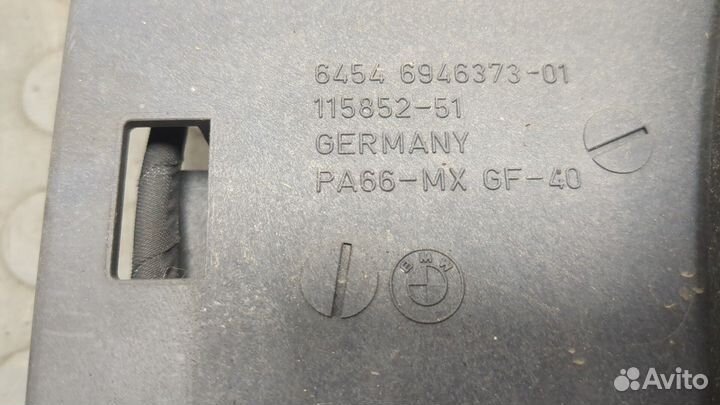 6454 6946373-01
115852-51
GERMANY
PA66-MX GF-40
BMW
Avito